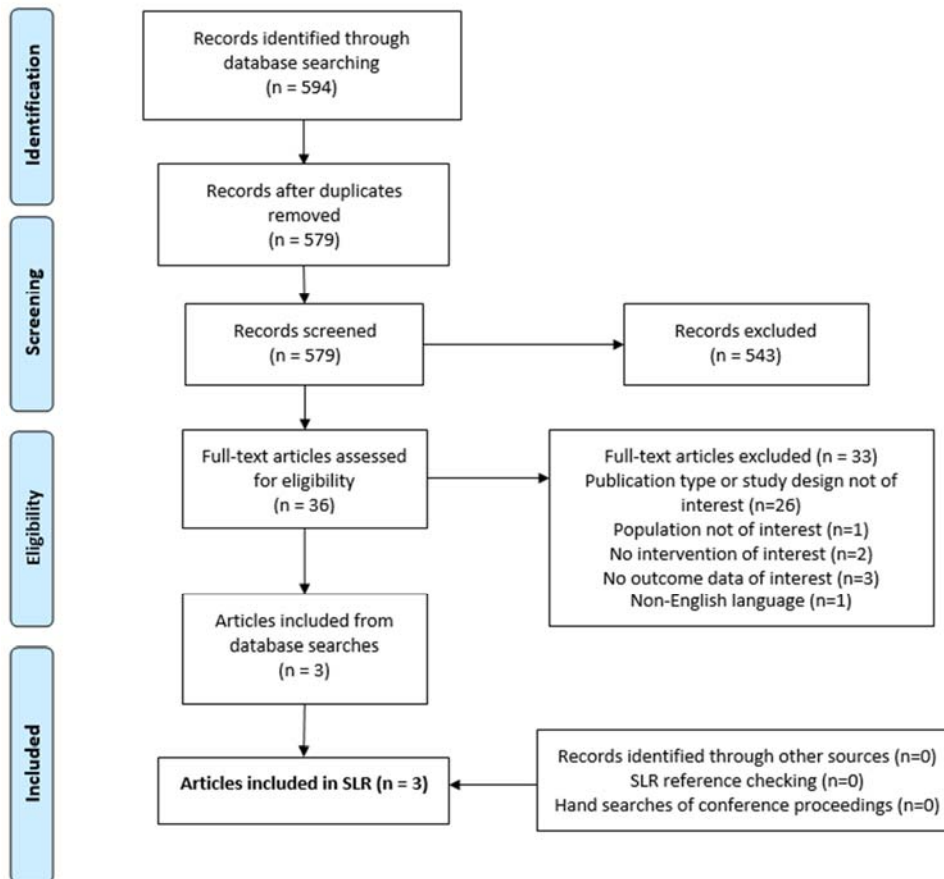 Identification
Records identified through
database searching
(n = 594)
Records after duplicates
removed
(n = 579)
Screening
Records screened
(n = 579)
Records excluded
(n = 543)
Eligibility
Full-text articles assessed
for eligibility
(n = 36)
Full-text articles excluded (n = 33)
Publication type or study design not of
interest (n=26)
Population not of interest (n=1)
No intervention of interest (n=2)
No outcome data of interest (n=3)
Non-English language (n=1)
Articles included from
database searches
(n = 3)
Included
Articles included in SLR (n = 3)
Records identified through other sources (n=0)
SLR reference checking (n=0)
Hand searches of conference proceedings (n=0)